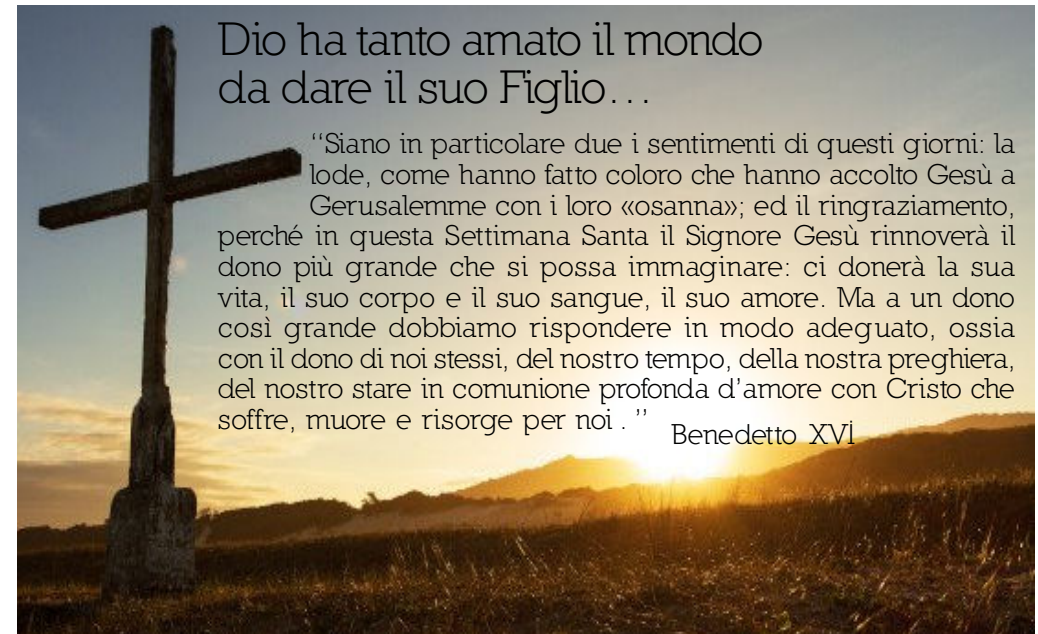 Dio ha tanto amato il mondo
da dare il suo Figlio...
“Siano in particolare due i sentimenti di questi giorni: la
lode, come hanno fatto coloro che hanno accolto Gesù a
Gerusalemme con i loro «osanna»; ed il ringraziamento,
perché in questa Settimana Santa il Signore Gesù rinnoverà il
dono più grande che si possa immaginare: ci donerà la sua
vita, il suo corpo e il suo sangue, il suo amore. Ma a un dono
così grande dobbiamo rispondere in modo adeguato, ossia
con il dono di noi stessi, del nostro tempo, della nostra preghiera,
del nostro stare in comunione profonda d'amore con Cristo che
soffre, muore e risorge per noi . ”
Benedetto XVI